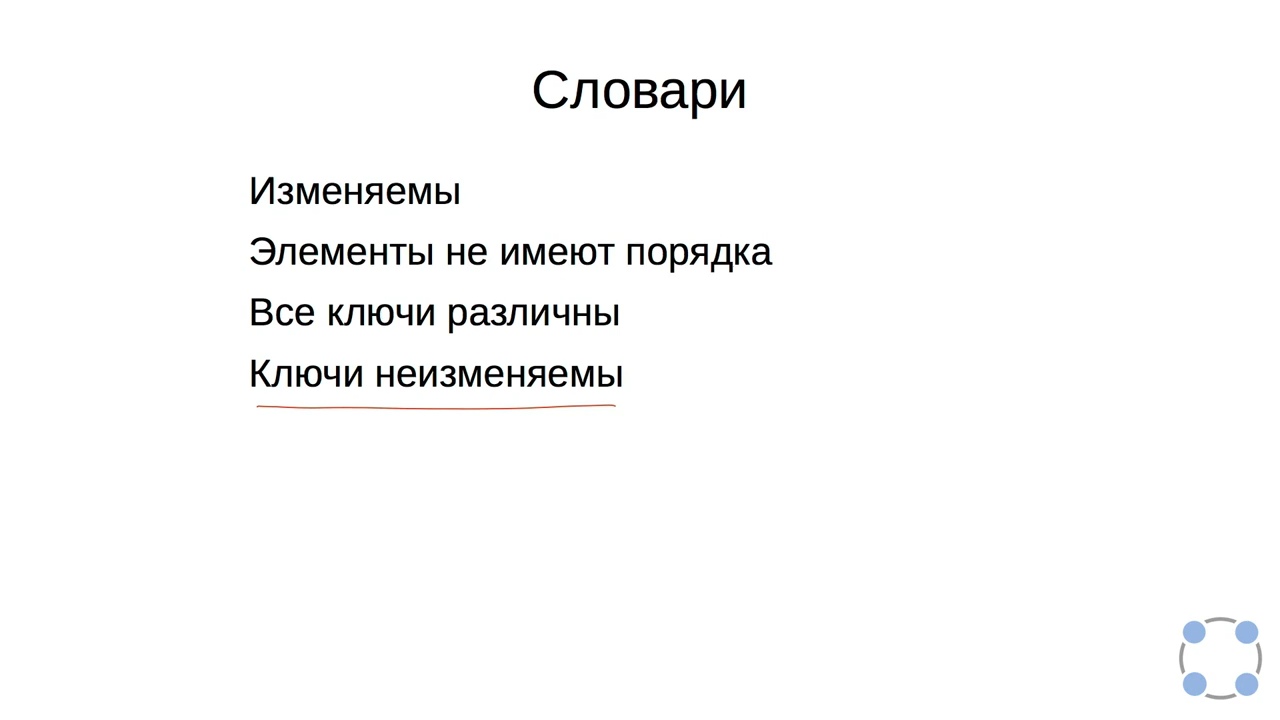 Словари
Изменяемы
Элементы не имеют порядка
Все ключи различны
Ключи неизменяемы